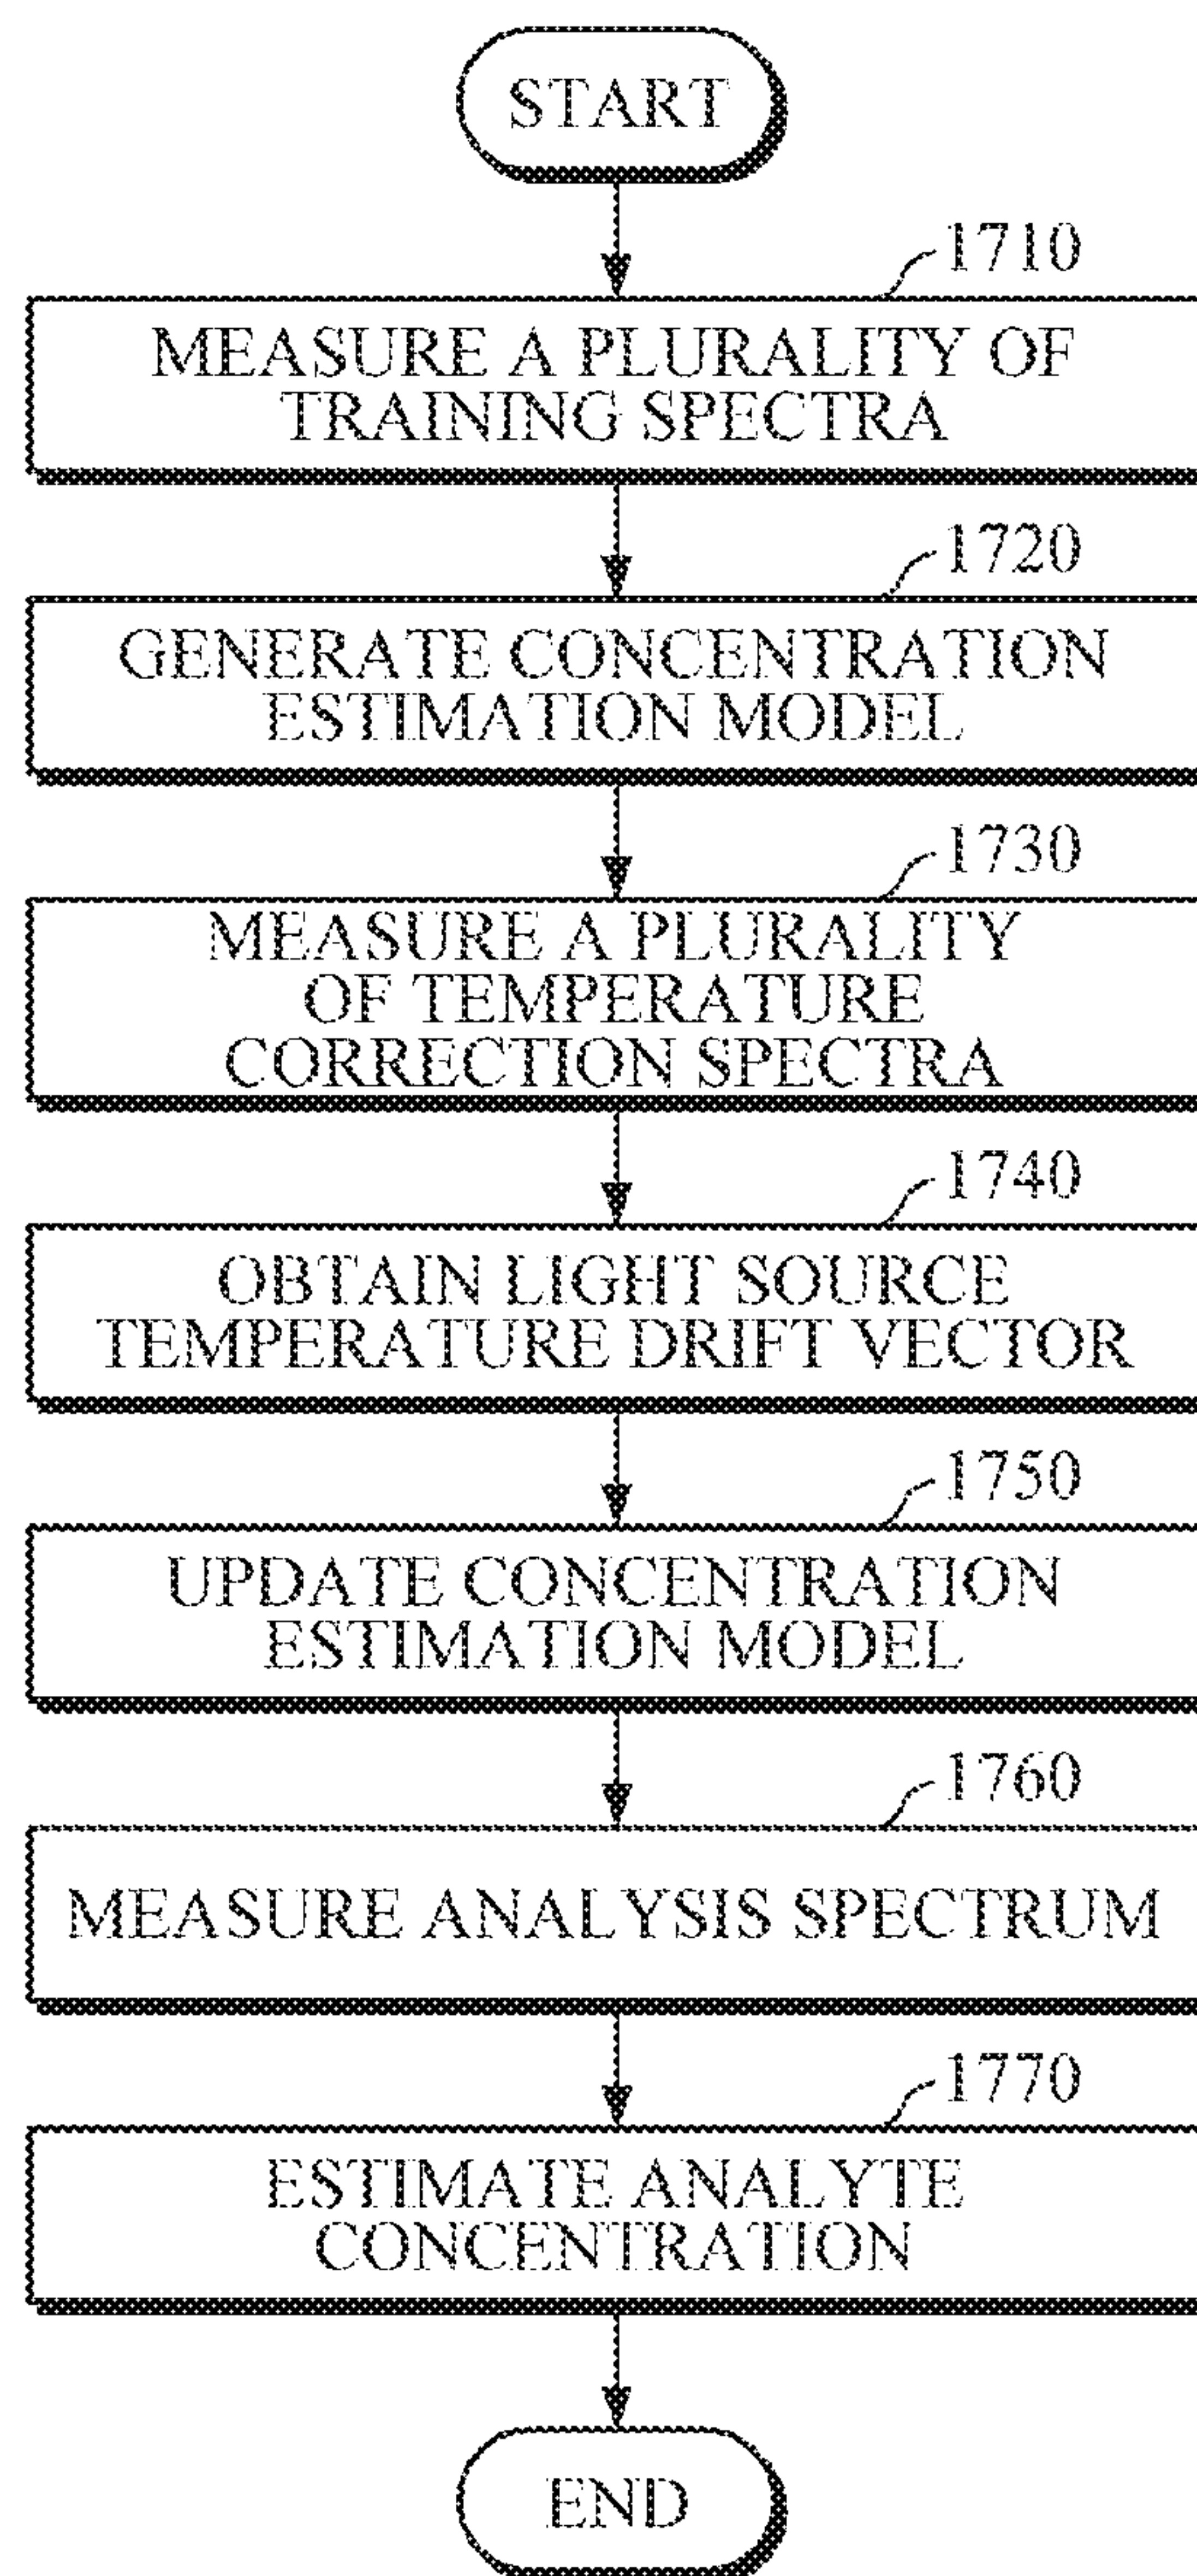 START
1710
MEASURE A PLURALITY OF
TRAINING SPECTRA
1720
GENERATE CONCENTRATION
ESTIMATION MODEL
1730
MEASURE A PLURALITY
OF TEMPERATURE
CORRECTION SPECTRA
1740
OBTAIN LIGHT SOURCE
TEMPERATURE DRIFT VECTOR
1750
UPDATE CONCENTRATION
ESTIMATION MODEL
1760
MEASURE ANALYSIS SPECTRUM
1770
ESTIMATE ANALYTE
CONCENTRATION
END